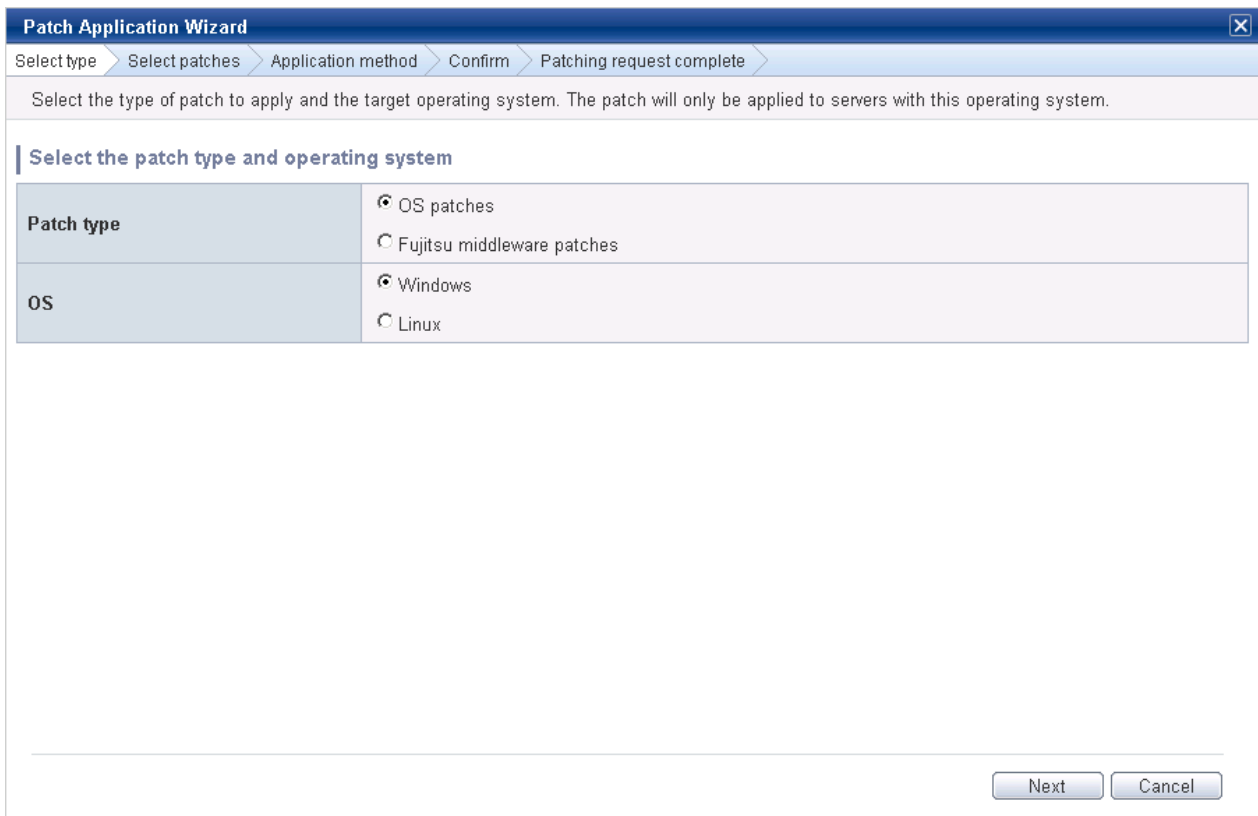 Patch Application Wizard
Select type Select patches Application method Confirm Patching request complete
Select the type of patch to apply and the target operating system. The patch will only be applied to servers with this operating system.
Select the patch type and operating system
Patch type
OS patches
Fujitsu middleware patches
OS
Windows
Linux
Next Cancel